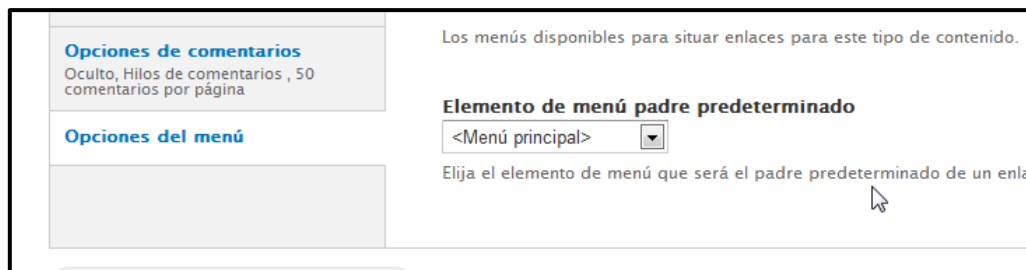 Opciones de comentarios
Oculto, Hilos de comentarios , 50
comentarios por página
Opciones del menú
Los menús disponibles para situar enlaces para este tipo de contenido.
Elemento de menú padre predeterminado
<Menú principal>
Elija el elemento de menú que será el padre predeterminado de un